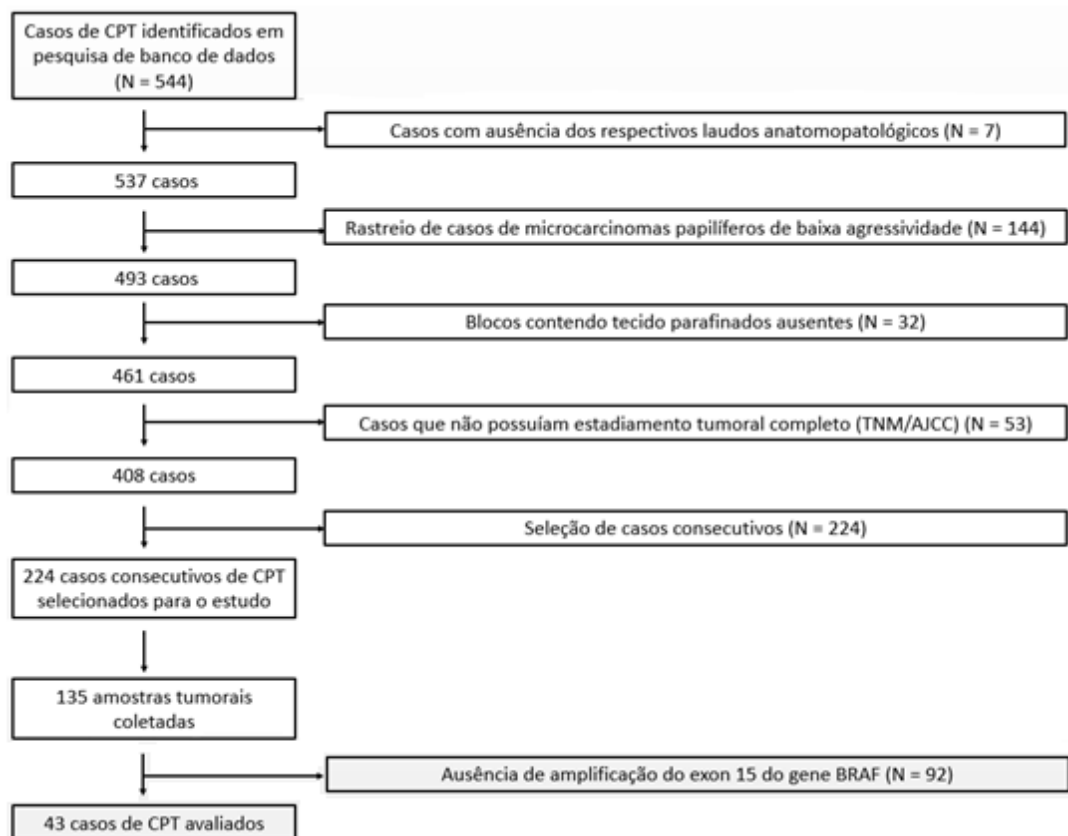 Casos de CPT identificados em
pesquisa de banco de dados
(N = 544)
Casos com ausência dos respectivos laudos anatomopatológicos (N = 7)
537 casos
Rastreio de casos de microcarcinomas papilíferos de baixa agressividade (N = 144)
493 casos
Blocos contendo tecido parafinados ausentes (N = 32)
461 casos
Casos que não possuíam estadiamento tumoral completo (TNM/AJCC) (N = 53)
408 casos
Seleção de casos consecutivos (N = 224)
224 casos consecutivos de CPT
selecionados para o estudo
135 amostras tumorais
coletadas
Ausência de amplificação do exon 15 do gene BRAF (N = 92)
43 casos de CPT avaliados